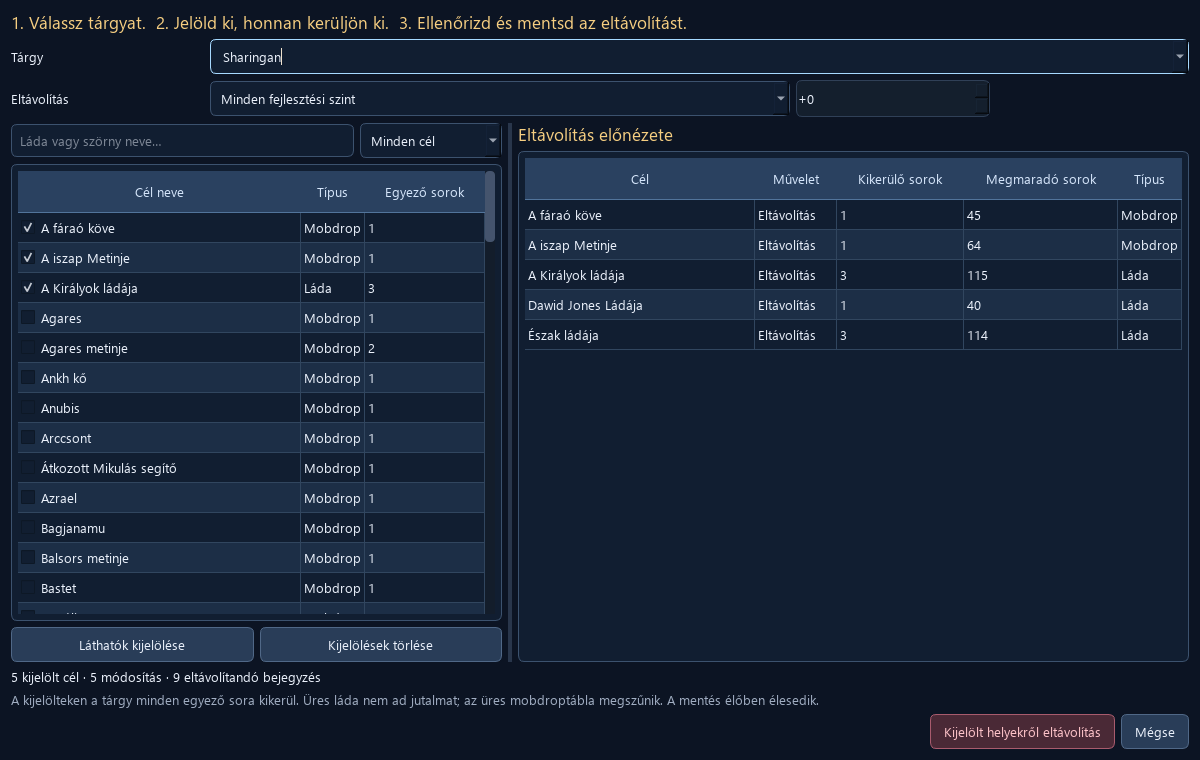 1. Válassz tárgyat.  2. Jelöld ki, honnan kerüljön ki.  3. Ellenőrizd és mentsd az eltávolítást.
Tárgy Sharingan
Eltávolítás Minden fejlesztési szint +0
Láda vagy szörny neve... Minden cél
Cél neve Típus Egyező sorok
A fáraó köve Mobdrop 1
A iszap Metinje Mobdrop 1
A Királyok ládája Láda 3
Agares Mobdrop 1
Agares metinje Mobdrop 2
Ankh kő Mobdrop 1
Anubis Mobdrop 1
Arccsont Mobdrop 1
Átkozott Mikulás segítő Mobdrop 1
Azrael Mobdrop 1
Bagjanamu Mobdrop 1
Balsors metinje Mobdrop 1
Bastet Mobdrop 1
Láthatók kijelölése Kijelölések törlése
Eltávolítás előnézete
Cél Művelet Kikerülő sorok Megmaradó sorok Típus
A fáraó köve Eltávolítás 1 45 Mobdrop
A iszap Metinje Eltávolítás 1 64 Mobdrop
A Királyok ládája Eltávolítás 3 115 Láda
Dawid Jones Ládája Eltávolítás 1 40 Láda
Észak ládája Eltávolítás 3 114 Láda
5 kijelölt cél · 5 módosítás · 9 eltávolítandó bejegyzés
A kijelölteken a tárgy minden egyező sora kikerül. Üres láda nem ad jutalmat; az üres mobdroptábla megszűnik. A mentés élőben élesedik.
Kijelölt helyekről eltávolítás Mégse